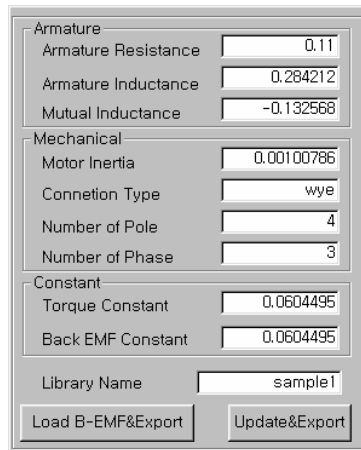 Armature
Armature Resistance 0.11
Armature Inductance 0.284212
Mutual Inductance -0.132568
Mechanical
Motor Inertia 0.00100786
Connetion Type wye
Number of Pole 4
Number of Phase 3
Constant
Torque Constant 0.0604495
Back EMF Constant 0.0604495
Library Name sample1
Load B-EMF&Export Update&Export